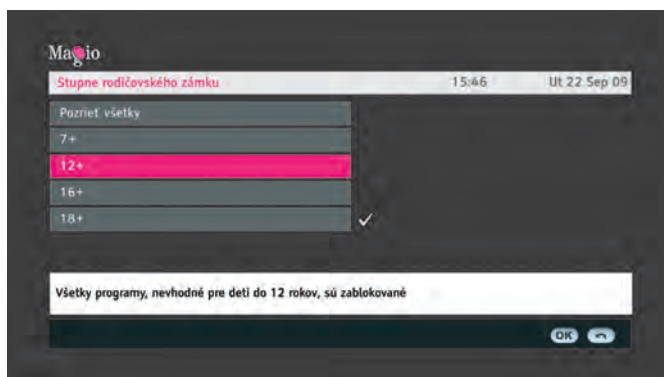 Magio
Stupne rodičovského zámku 15:46 Ut 22 Sep 09
Pozrieť všetky
7+
12+
16+
18+
Všetky programy, nevhodné pre deti do 12 rokov, sú zablokované
OK